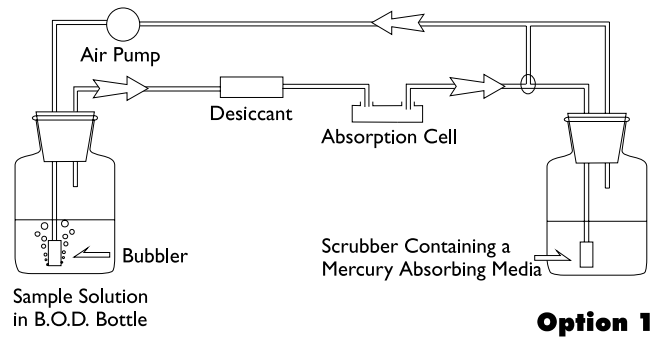 Air Pump
Desiccant
Absorption Cell
Bubbler
Scrubber Containing a
Mercury Absorbing Media
Sample Solution
in B.O.D. Bottle
Option 1